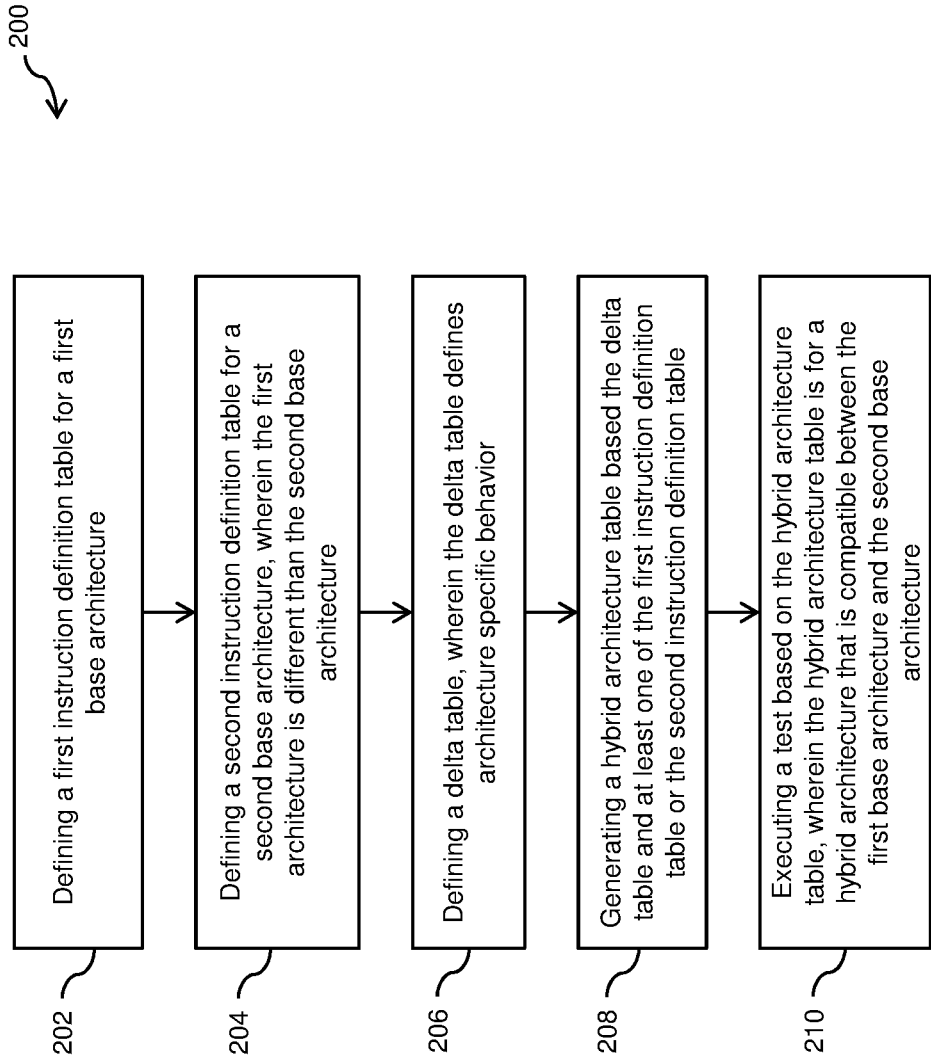 200
202
Defining a first instruction definition table for a first
base architecture
204
Defining a second instruction definition table for a
second base architecture, wherein the first
architecture is different than the second base
architecture
206
Defining a delta table, wherein the delta table defines
architecture specific behavior
208
Generating a hybrid architecture table based the delta
table and at least one of the first instruction definition
table or the second instruction definition table
210
Executing a test based on the hybrid architecture
table, wherein the hybrid architecture table is for a
hybrid architecture that is compatible between the
first base architecture and the second base
architecture